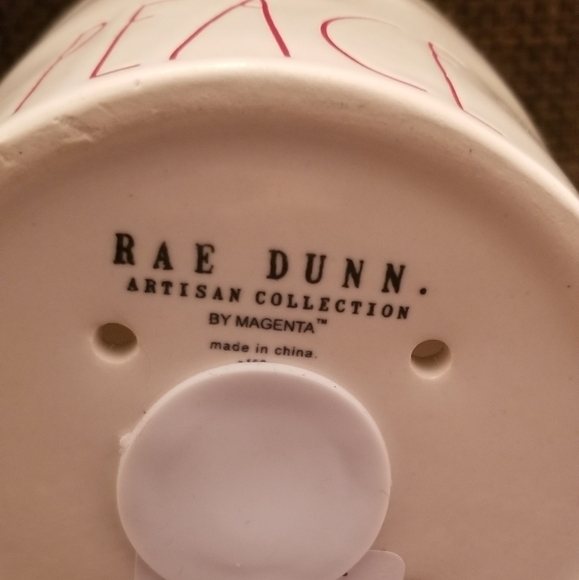 PEACE
RAE DUNN.
ARTISAN COLLECTION
BY MAGENTA™
made in china.